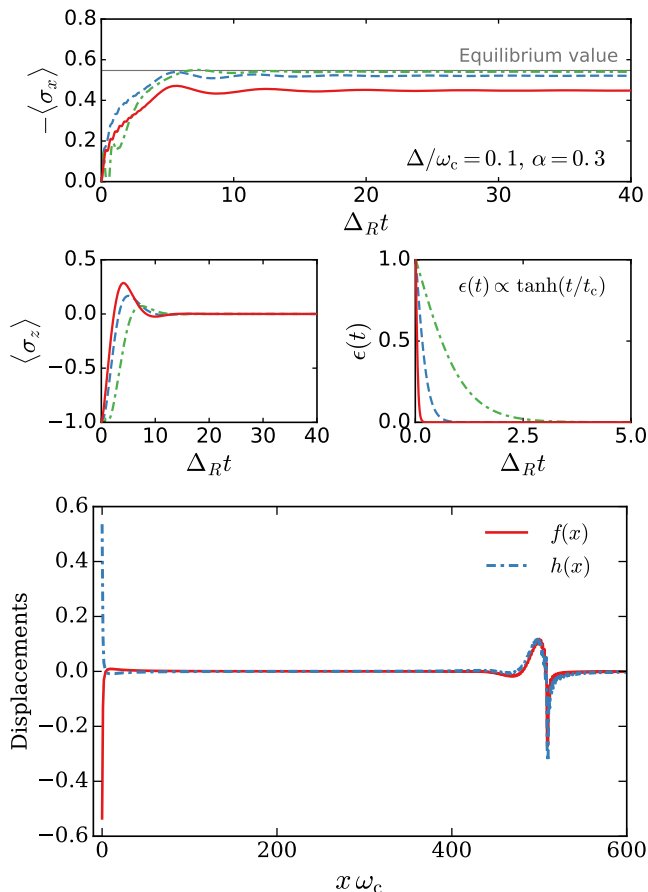 0.8
0.6
0.4
0.2
0.0
−⟨σx⟩
Equilibrium value
Δ/ωc = 0.1, α = 0.3
0 10 20 30 40
ΔRt
0.5
0.0
−0.5
−1.0
⟨σz⟩
0 10 20 30 40
ΔRt
1.0
0.5
0.0
ϵ(t)
ϵ(t) ∝ tanh(t/tc)
0.0 2.5 5.0
ΔRt
0.6
0.4
0.2
0.0
−0.2
−0.4
−0.6
Displacements
f(x)
h(x)
0 200 400 600
x ωc